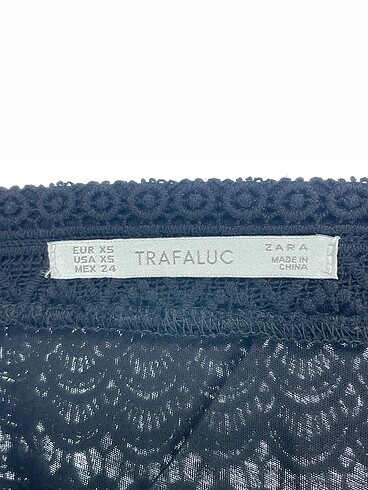 EUR XS
USA XS
MEX 24
TRAFALUC
ZARA
MADE IN
CHINA